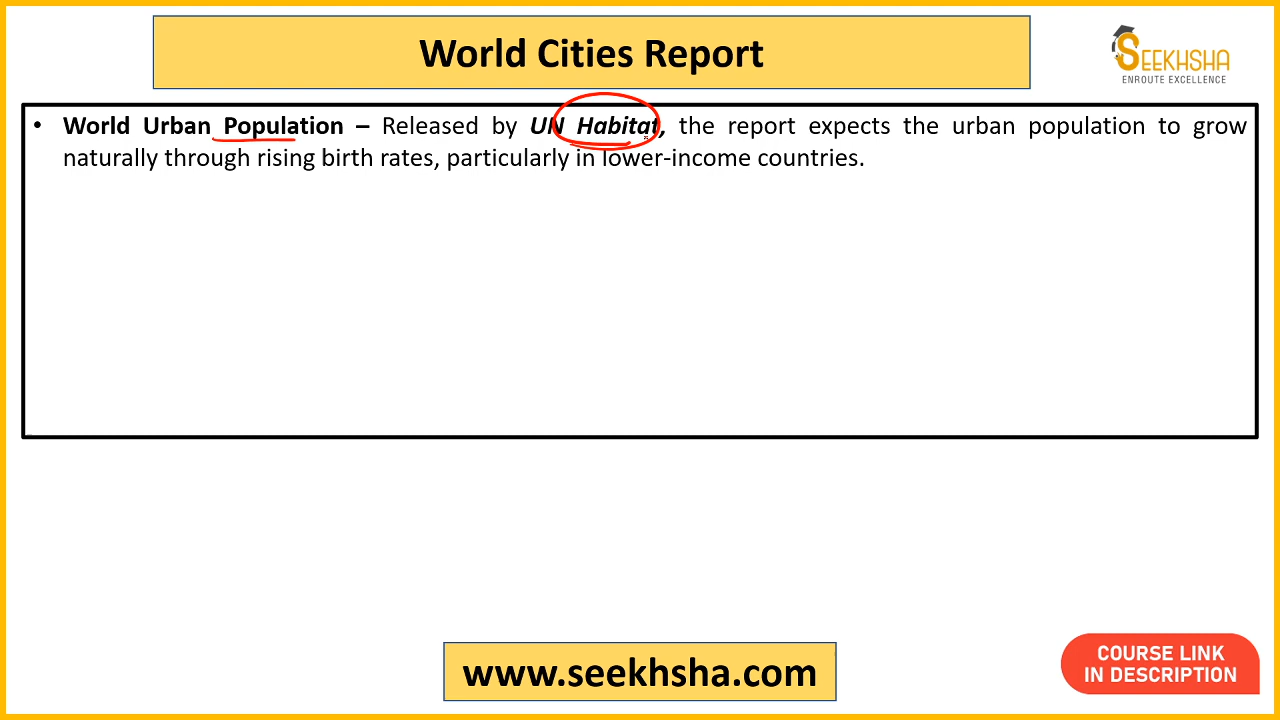 World Cities Report
SEEKHSHA
ENROUTE EXCELLENCE
• World Urban Population – Released by UN Habitat, the report expects the urban population to grow
naturally through rising birth rates, particularly in lower-income countries.
www.seekhsha.com
COURSE LINK
IN DESCRIPTION